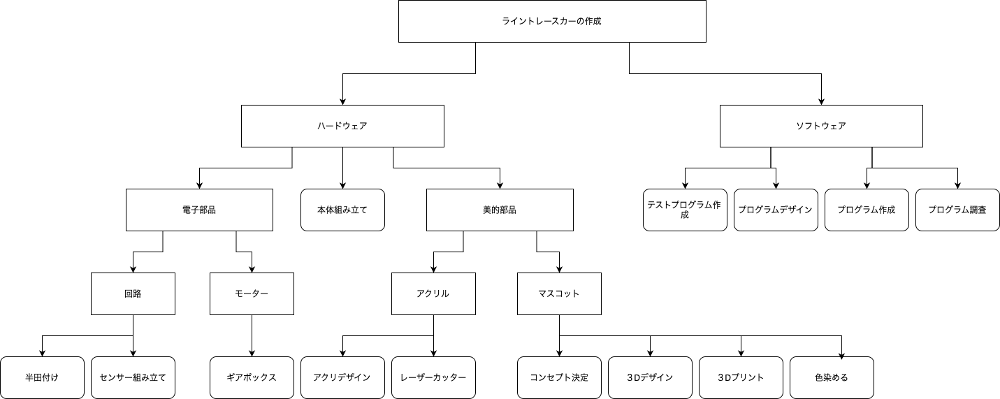 ライントレースカーの作成
ハードウェア
ソフトウェア
電子部品
本体組み立て
美的部品
テストプログラム作
成
プログラムデザイン
プログラム作成
プログラム調査
回路
モーター
アクリル
マスコット
半田付け
センサー組み立て
ギアボックス
アクリデザイン
レーザーカッター
コンセプト決定
３Dデザイン
３Dプリント
色染める